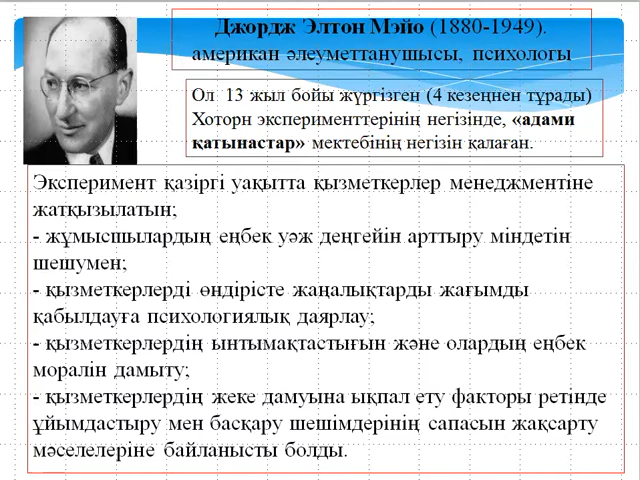 Джордж Элтон Мэйо (1880-1949).
американ әлеуметтанушысы, психологы
Ол 13 жыл бойы жүргізген (4 кезеңнен тұрады)
Хоторн эксперименттерінің негізінде, «адами
қатынастар» мектебінің негізін қалаған.
Эксперимент қазіргі уақытта қызметкерлер менеджментіне
жатқызылатын;
- жұмысшылардың еңбек уәж деңгейін арттыру міндетін
шешумен;
- қызметкерлерді өндірісте жаңалықтарды жағымды
қабылдауға психологиялық даярлау;
- қызметкерлердің ынтымақтастығын және олардың еңбек
моралін дамыту;
- қызметкерлердің жеке дамуына ықпал ету факторы ретінде
ұйымдастыру мен басқару шешімдерінің сапасын жақсарту
мәселелеріне байланысты болды.